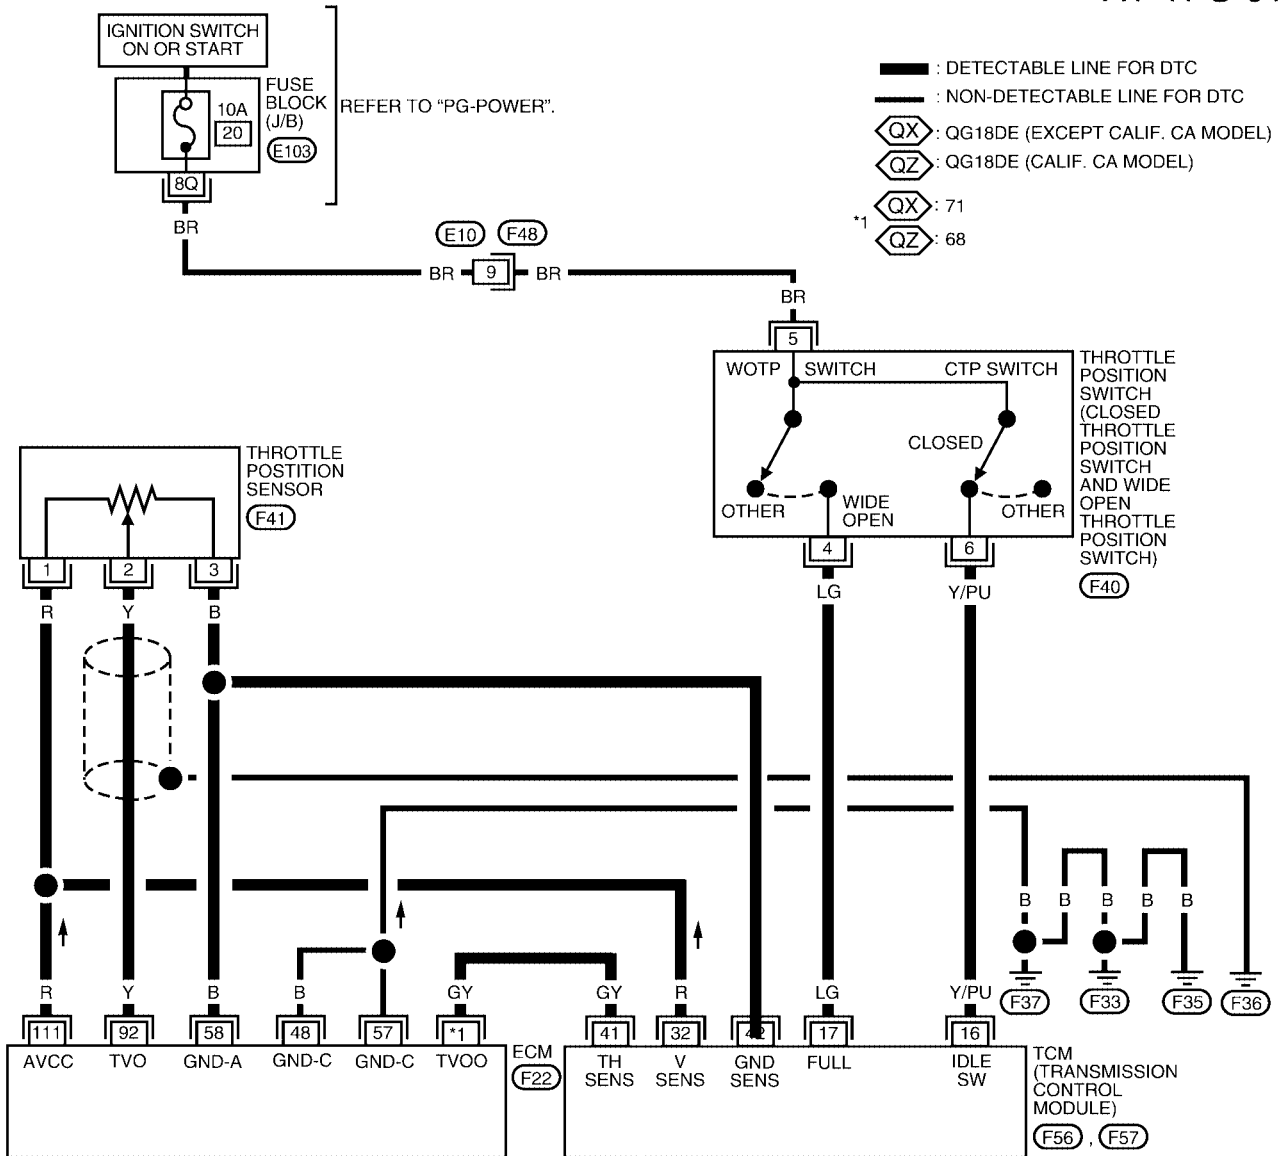 IGNITION SWITCH
ON OR START
FUSE
BLOCK
(J/B)
10A
20
E103
REFER TO "PG-POWER".
8Q
BR
: DETECTABLE LINE FOR DTC
: NON-DETECTABLE LINE FOR DTC
QX : QG18DE (EXCEPT CALIF. CA MODEL)
QZ : QG18DE (CALIF. CA MODEL)
*1
QX : 71
QZ : 68
E10 F48
BR 9 BR
BR
5
WOTP SWITCH CTP SWITCH
CLOSED
OTHER
WIDE
OPEN
OTHER
THROTTLE
POSITION
SWITCH
(CLOSED
THROTTLE
POSITION
SWITCH
AND WIDE
OPEN
THROTTLE
POSITION
SWITCH)
F40
4 6
LG Y/PU
THROTTLE
POSTITION
SENSOR
F41
1 2 3
R Y B
B B B B
F37 F33 F35 F36
R Y B B GY GY R LG Y/PU
111 92 58 48 57 *1 41 32 42 17 16
AVCC TVO GND-A GND-C GND-C TVOO
ECM
F22
TH
SENS
V
SENS
GND
SENS
FULL
IDLE
SW
TCM
(TRANSMISSION
CONTROL
MODULE)
F56 , F57